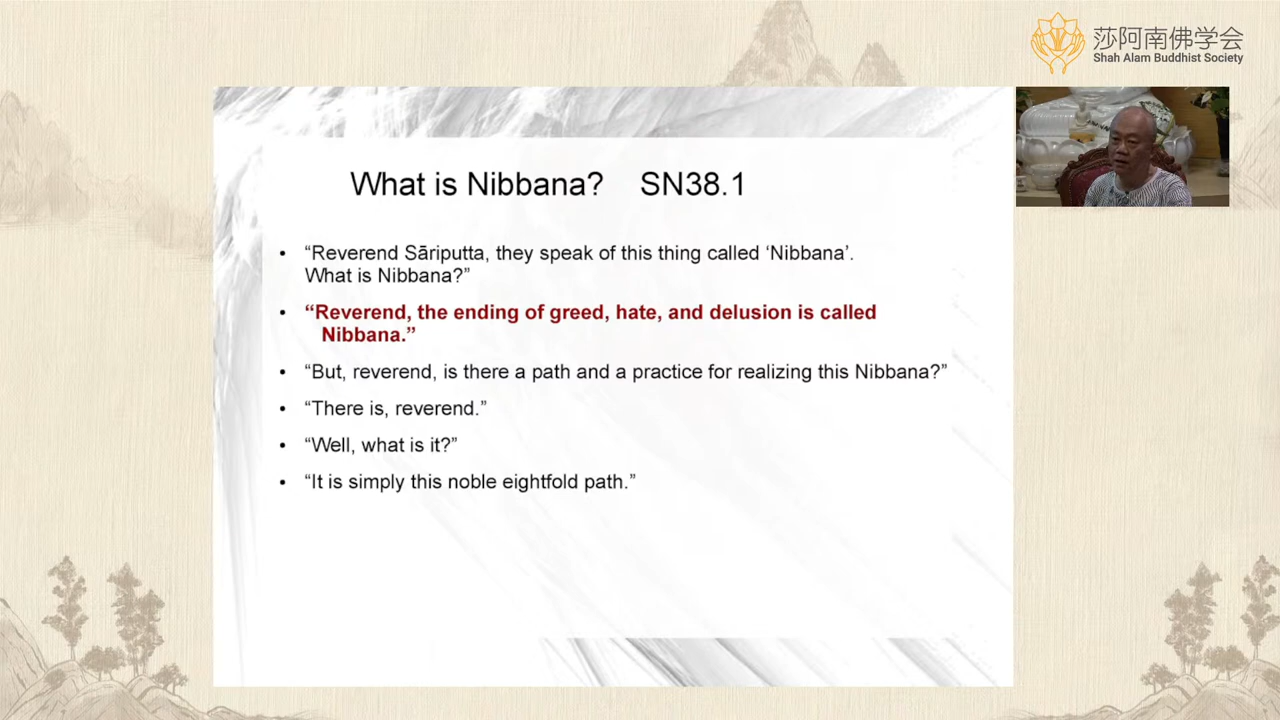 莎阿南佛学会
Shah Alam Buddhist Society
What is Nibbana? SN38.1
• “Reverend Sāriputta, they speak of this thing called ‘Nibbana’.
What is Nibbana?”
• “Reverend, the ending of greed, hate, and delusion is called
Nibbana.”
• “But, reverend, is there a path and a practice for realizing this Nibbana?”
• “There is, reverend.”
• “Well, what is it?”
• “It is simply this noble eightfold path.”